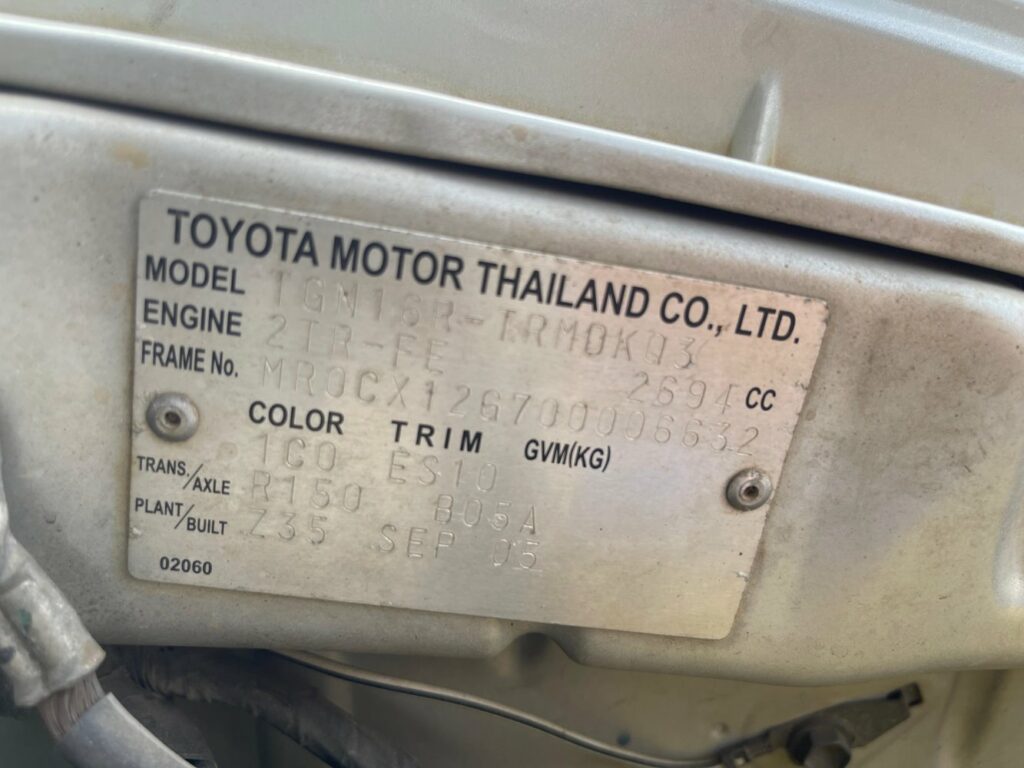 TOYOTA MOTOR THAILAND CO., LTD.
MODEL TGN16R-TRMDKQ3
ENGINE 2TR-FE 2694 CC
FRAME No. MR0CX12G700006632
COLOR TRIM GVM(KG)
1C0 ES10
TRANS./AXLE R150 B05A
PLANT/BUILT Z35 SEP 05
02060